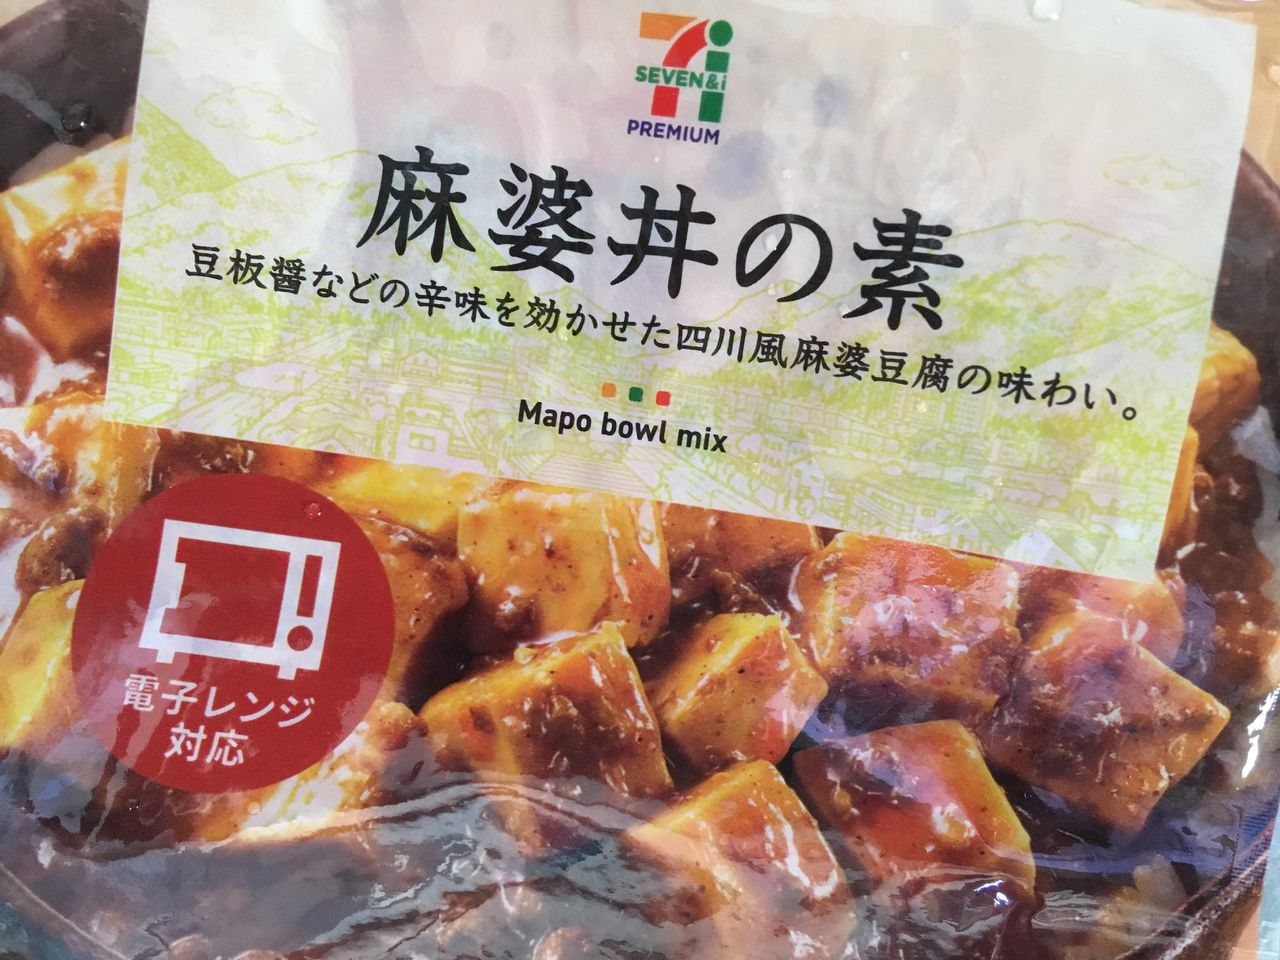 SEVEN&i
PREMIUM
麻婆丼の素
豆板醤などの辛味を効かせた四川風麻婆豆腐の味わい。
Mapo bowl mix
電子レンジ
対応